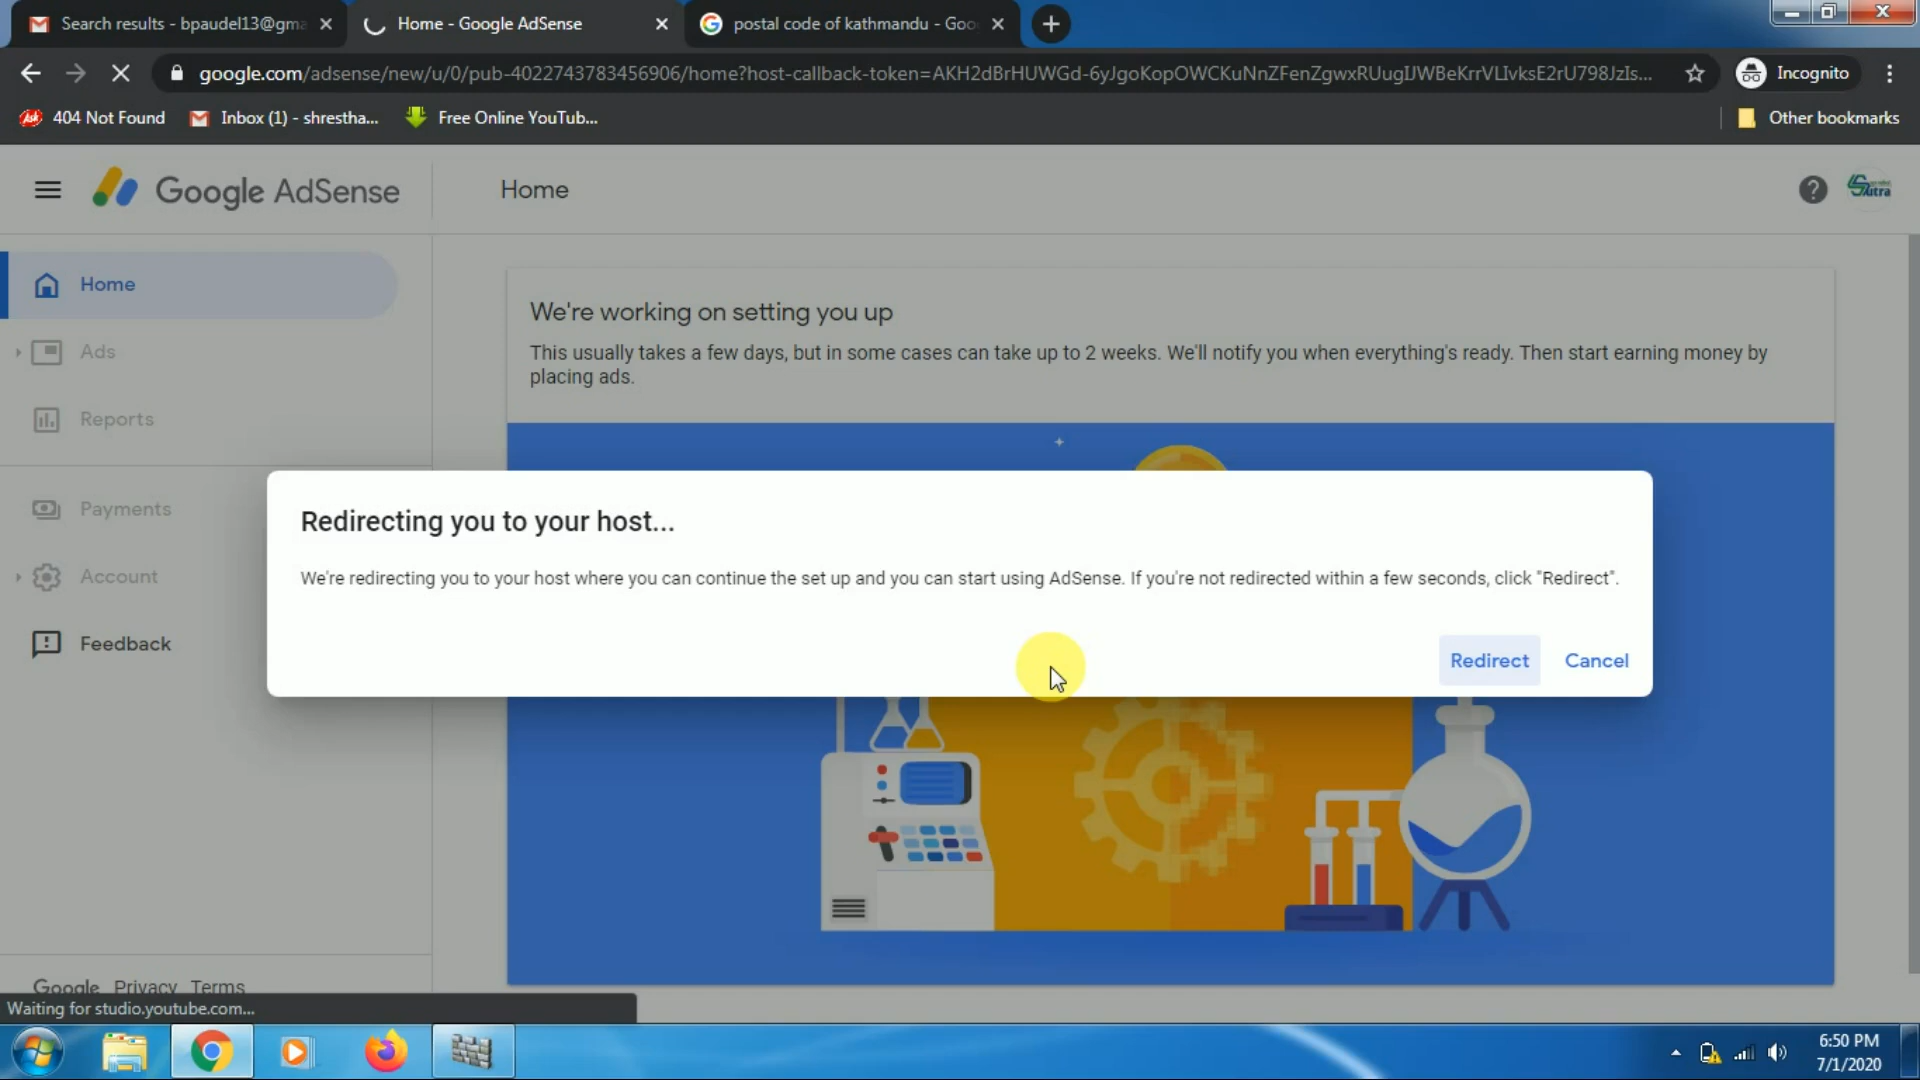 Search results - bpaudel13@gma
Home - Google AdSense
postal code of kathmandu - Goo
google.com/adsense/new/u/0/pub-4022743783456906/home?host-callback-token=AKH2dBrHUWGd-6yJgoKopOWCKuNnZFenZgwxRUugIJWBeKrrVLIvksE2rU798JzIs...
Incognito
404 Not Found
Inbox (1) - shrestha...
Free Online YouTub...
Other bookmarks
Google AdSense
Home
Home
Ads
Reports
Payments
Account
Feedback
We're working on setting you up
This usually takes a few days, but in some cases can take up to 2 weeks. We'll notify you when everything's ready. Then start earning money by
placing ads.
Redirecting you to your host...
We're redirecting you to your host where you can continue the set up and you can start using AdSense. If you're not redirected within a few seconds, click "Redirect".
Redirect
Cancel
Google Privacy Terms
Waiting for studio.youtube.com...
6:50 PM
7/1/2020